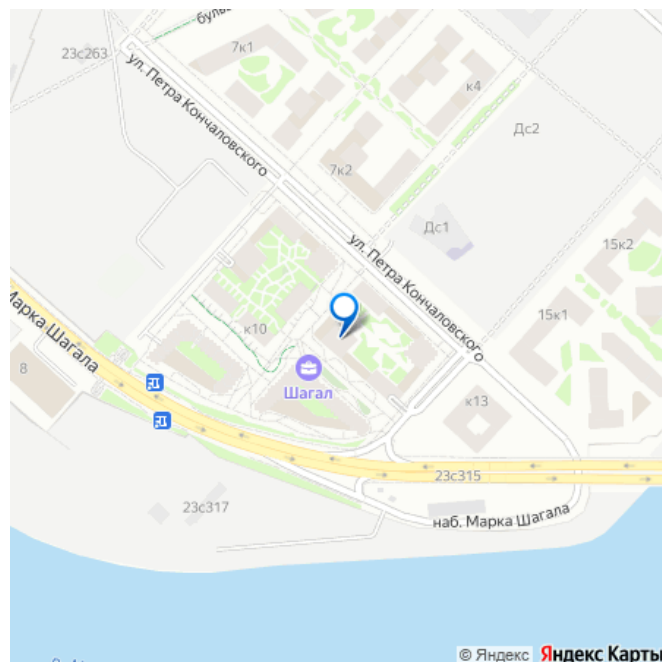 буль
23с263
7к1
ул. Петра Кончаловского
к4
Дс2
7к2
Дс1
ул. Петра Кончаловского
15к2
15к1
Марка Шагала
к10
8
Шагал
к13
23с315
23с317
наб. Марка Шагала
© Яндекс Яндекс Карты